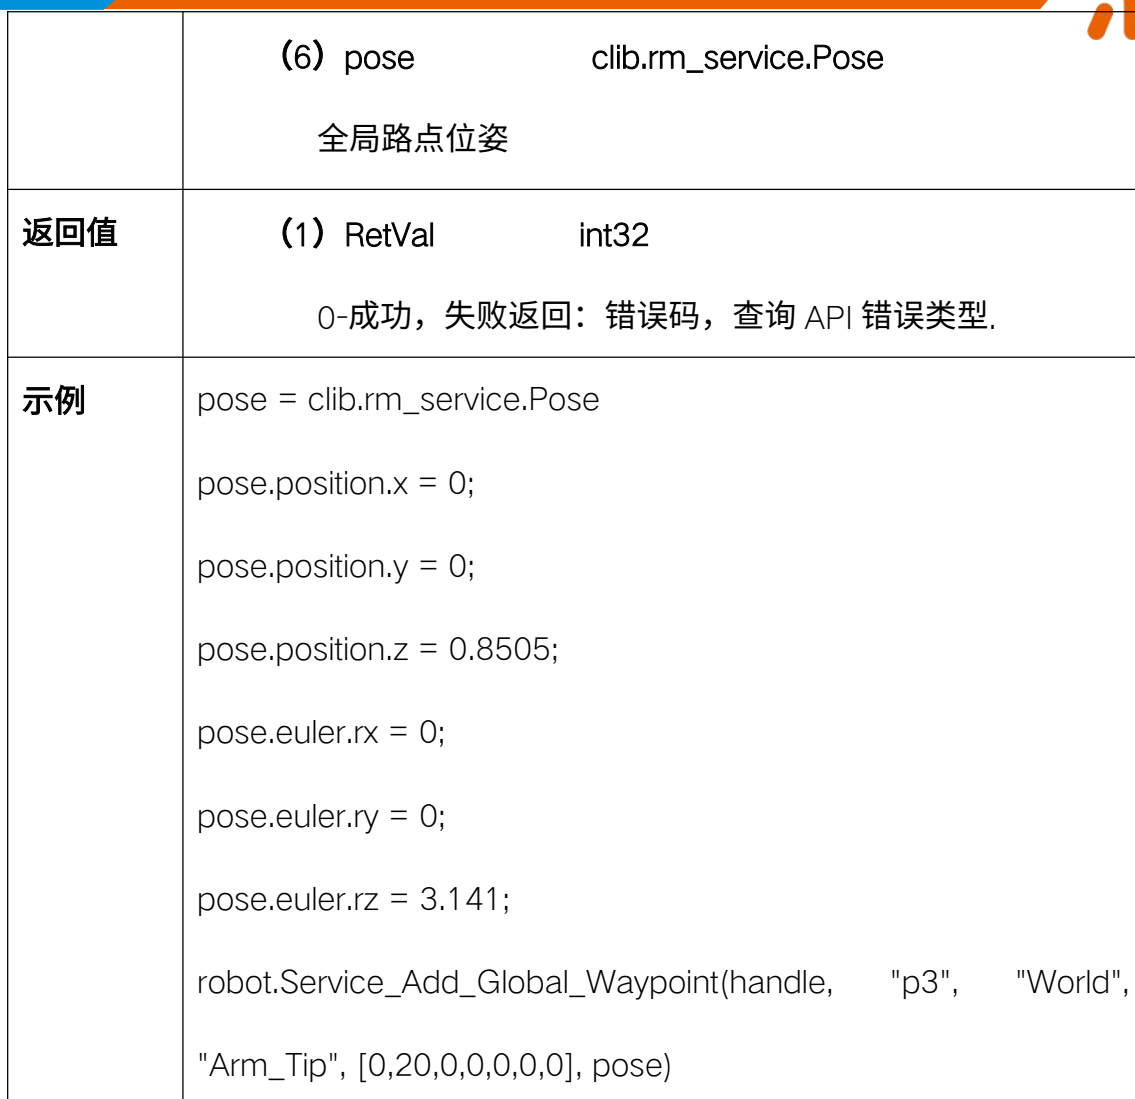 （6）pose clib.rm_service.Pose
全局路点位姿
返回值 （1）RetVal int32
0-成功，失败返回：错误码，查询 API 错误类型.
示例 pose = clib.rm_service.Pose
pose.position.x = 0;
pose.position.y = 0;
pose.position.z = 0.8505;
pose.euler.rx = 0;
pose.euler.ry = 0;
pose.euler.rz = 3.141;
robot.Service_Add_Global_Waypoint(handle, "p3", "World",
"Arm_Tip", [0,20,0,0,0,0,0], pose)